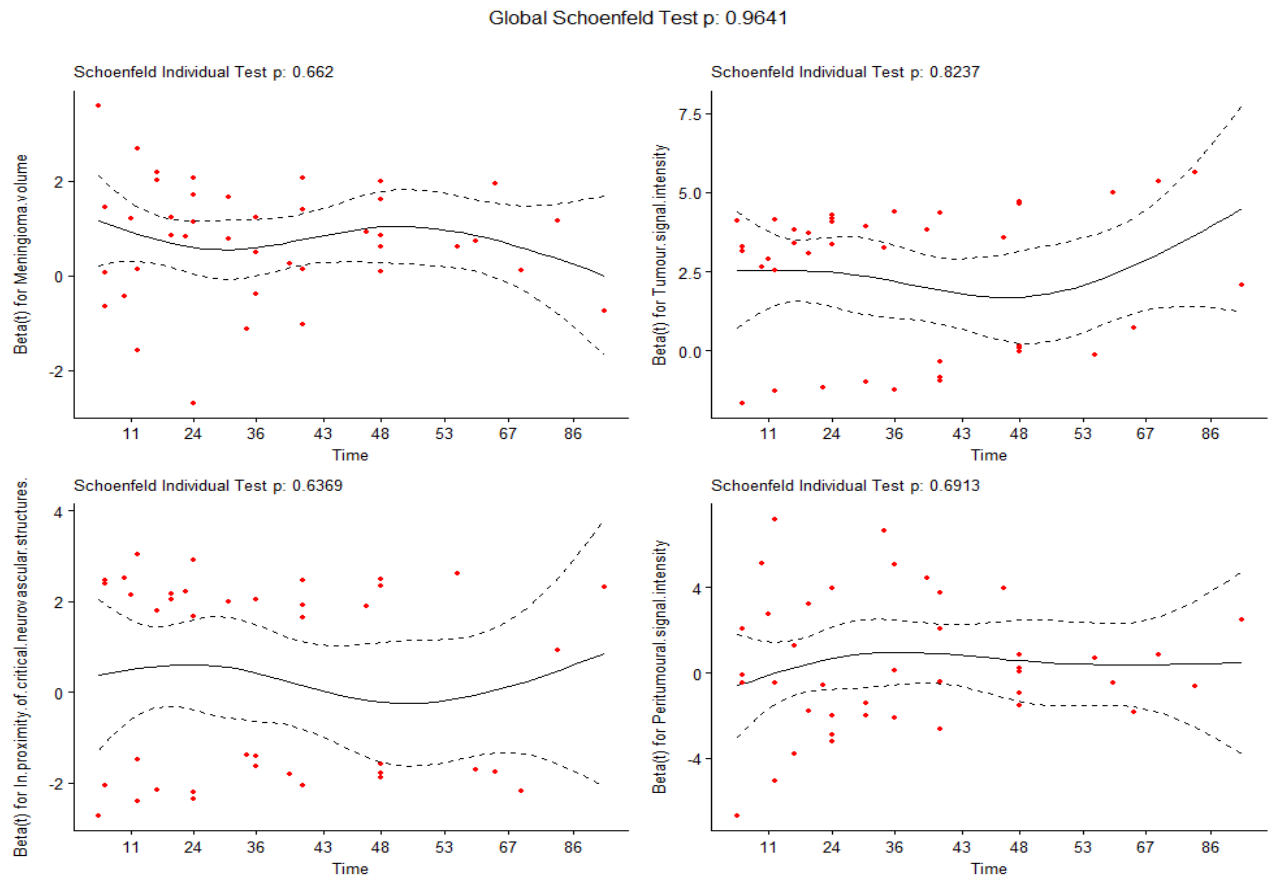 Global Schoenfeld Test p: 0.9641
Schoenfeld Individual Test p: 0.662
Beta(t) for Meningioma.volume
2
0
-2
11 24 36 43 48 53 67 86
Time
Schoenfeld Individual Test p: 0.8237
Beta(t) for Tumour.signal.intensity
7.5
5.0
2.5
0.0
11 24 36 43 48 53 67 86
Time
Schoenfeld Individual Test p: 0.6369
Beta(t) for In.proximity.of.critical.neurovascular.structures.
4
2
0
-2
11 24 36 43 48 53 67 86
Time
Schoenfeld Individual Test p: 0.6913
Beta(t) for Peritumoural.signal.intensity
4
0
-4
11 24 36 43 48 53 67 86
Time